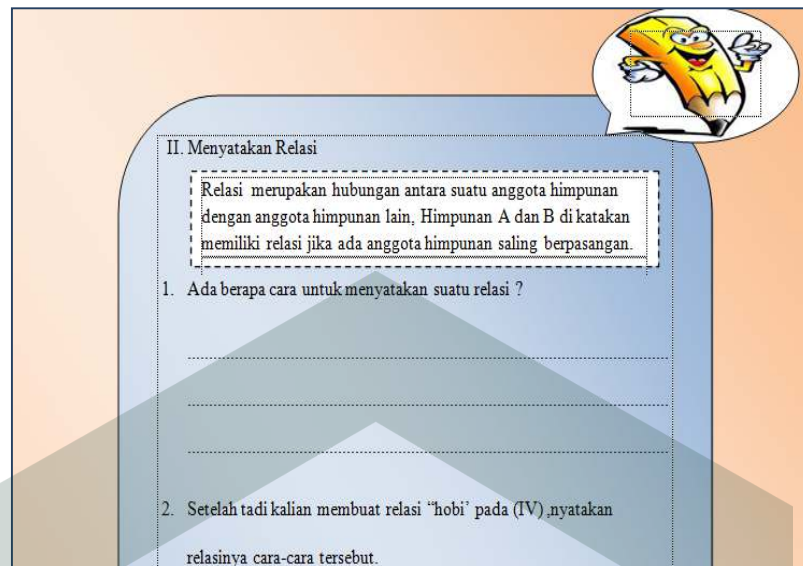 II. Menyatakan Relasi
Relasi merupakan hubungan antara suatu anggota himpunan
dengan anggota himpunan lain, Himpunan A dan B di katakan
memiliki relasi jika ada anggota himpunan saling berpasangan.
1. Ada berapa cara untuk menyatakan suatu relasi ?
2. Setelah tadi kalian membuat relasi “hobi’ pada (IV) ,nyatakan
relasinya cara-cara tersebut.